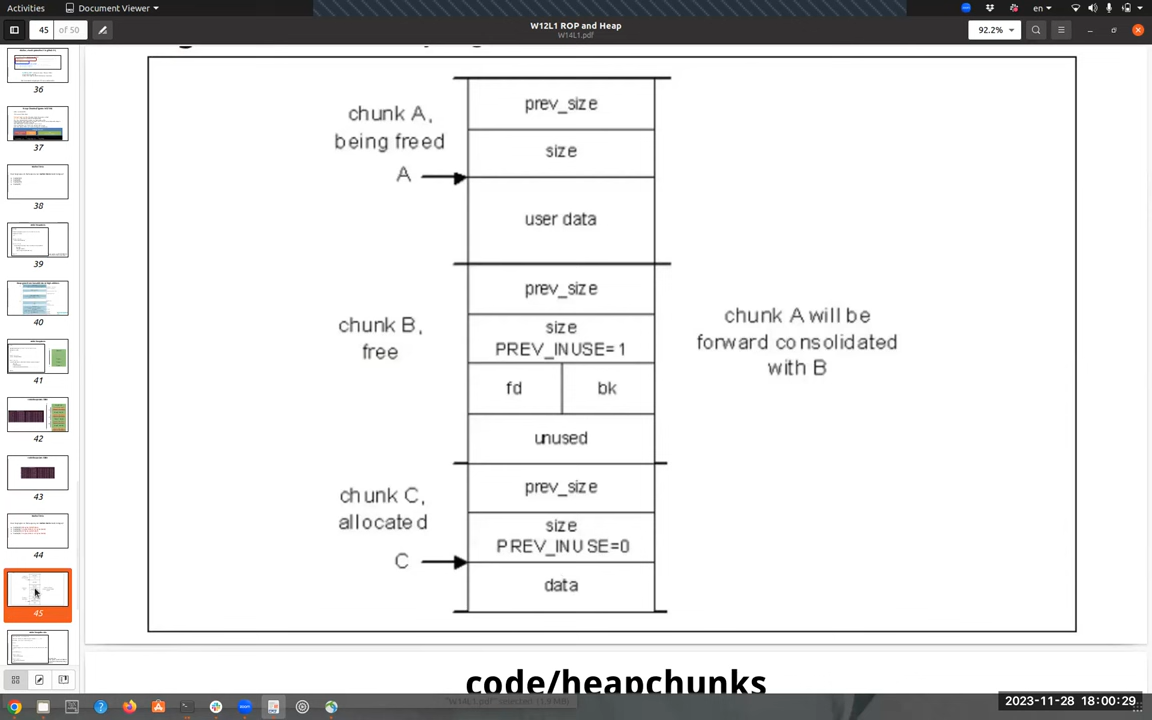 Activities
Document Viewer
en
45
of 50
W12L1 ROP and Heap
W14L1.pdf
92.2%
36
37
38
39
40
41
42
43
44
45
chunk A,
being freed
A
prev_size
size
user data
chunk B,
free
prev_size
size
PREV_INUSE=1
fd
bk
unused
chunk A will be
forward consolidated
with B
chunk C,
allocated
C
prev_size
size
PREV_INUSE=0
data
code/heapchunks
2023-11-28 18:00:29